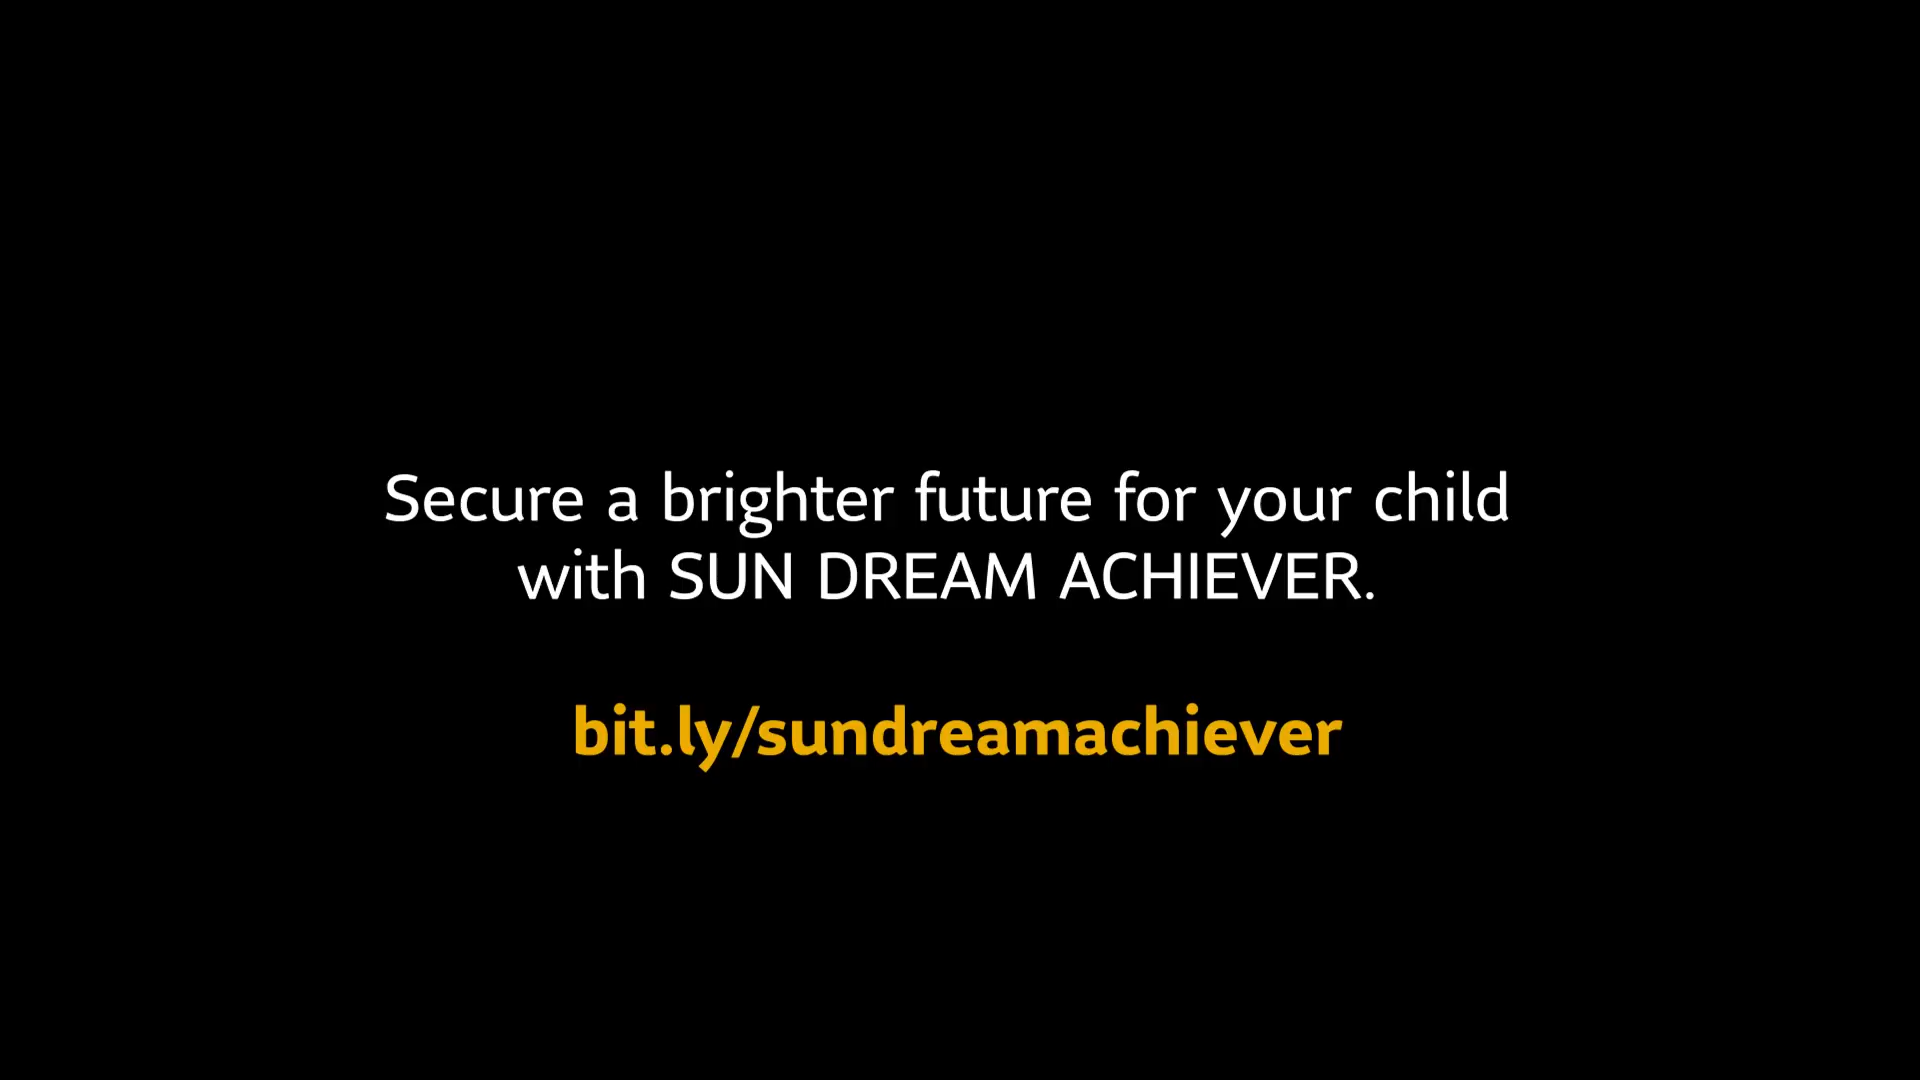 Secure a brighter future for your child
with SUN DREAM ACHIEVER.
bit.ly/sundreamachiever